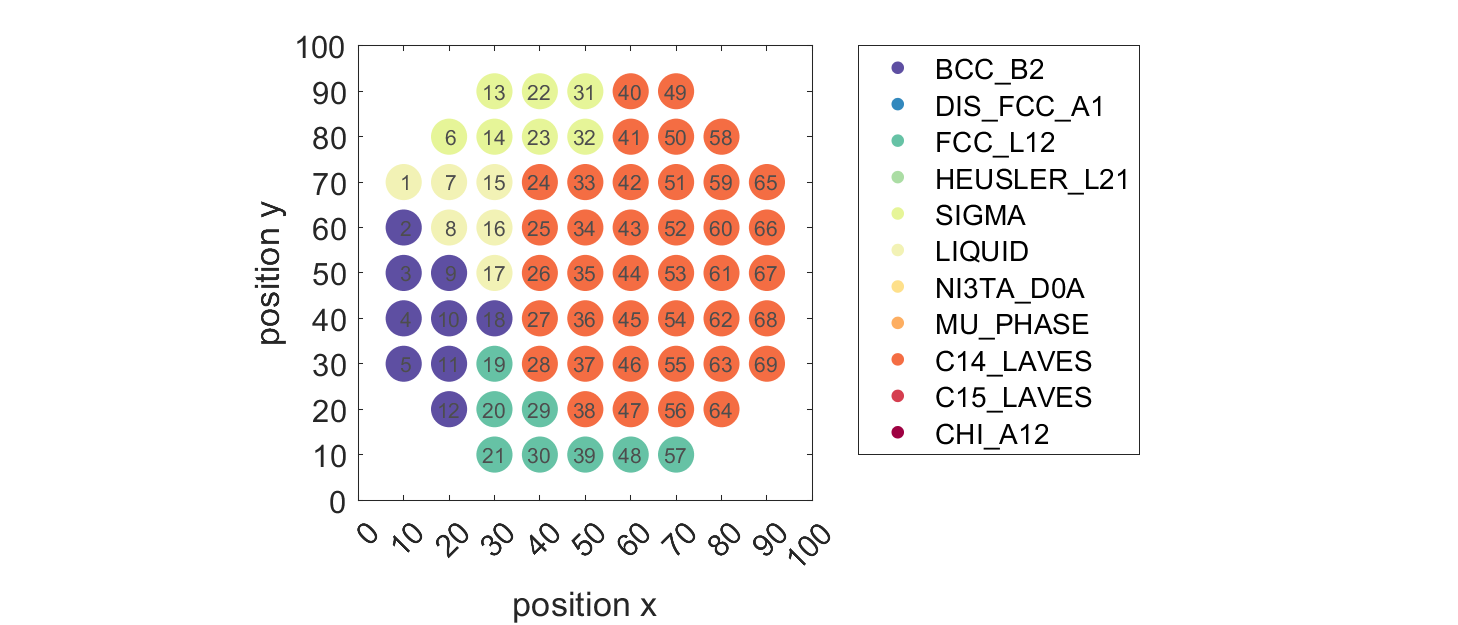 100
90
80
70
60
50
40
30
20
10
0
position y
13 22 31 40 49
6 14 23 32 41 50 58
1 7 15 24 33 42 51 59 65
2 8 16 25 34 43 52 60 66
3 9 17 26 35 44 53 61 67
4 10 18 27 36 45 54 62 68
5 11 19 28 37 46 55 63 69
12 20 29 38 47 56 64
21 30 39 48 57
0 10 20 30 40 50 60 70 80 90 100
position x
BCC_B2
DIS_FCC_A1
FCC_L12
HEUSLER_L21
SIGMA
LIQUID
NI3TA_D0A
MU_PHASE
C14_LAVES
C15_LAVES
CHI_A12